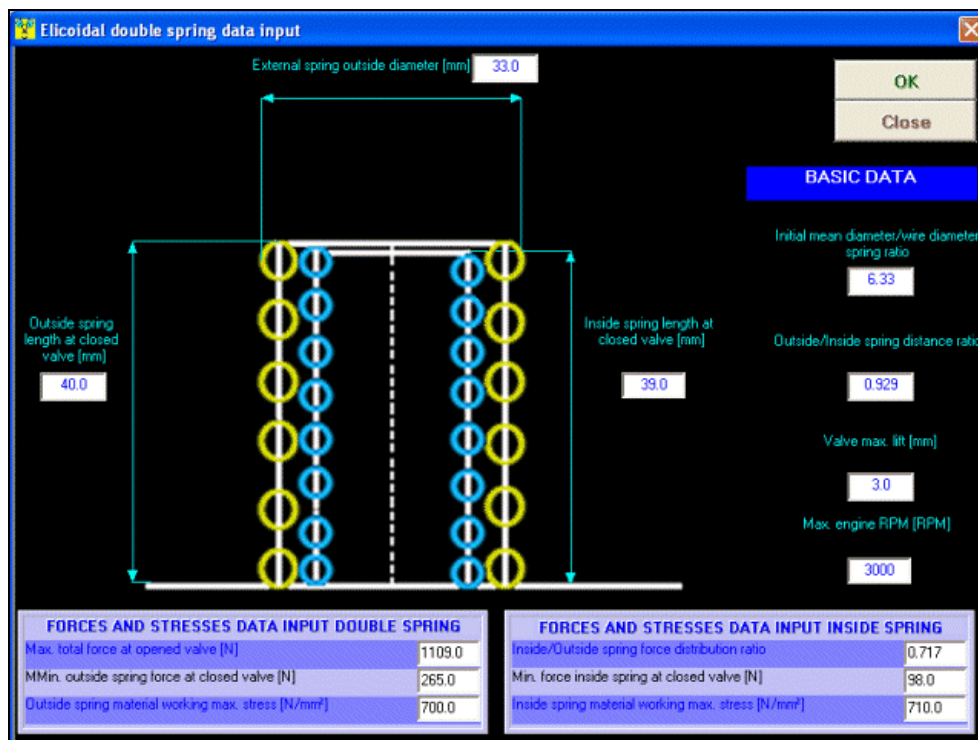 Elicoidal double spring data input
External spring outside diameter [mm] 33.0
OK
Close
BASIC DATA
Initial mean diameter/wire diameter
spring ratio
6.33
Outside spring
length at closed
valve [mm]
40.0
Inside spring length at
closed valve [mm]
39.0
Outside/Inside spring distance ratio
0.929
Valve max. lift [mm]
3.0
Max. engine RPM [RPM]
3000
FORCES AND STRESSES DATA INPUT DOUBLE SPRING
Max. total force at opened valve [N] 1109.0
MMin. outside spring force at closed valve [N] 265.0
Outside spring material working max. stress [N/mm²] 700.0
FORCES AND STRESSES DATA INPUT INSIDE SPRING
Inside/Outside spring force distribution ratio 0.717
Min. force inside spring at closed valve [N] 98.0
Inside spring material working max. stress [N/mm²] 710.0